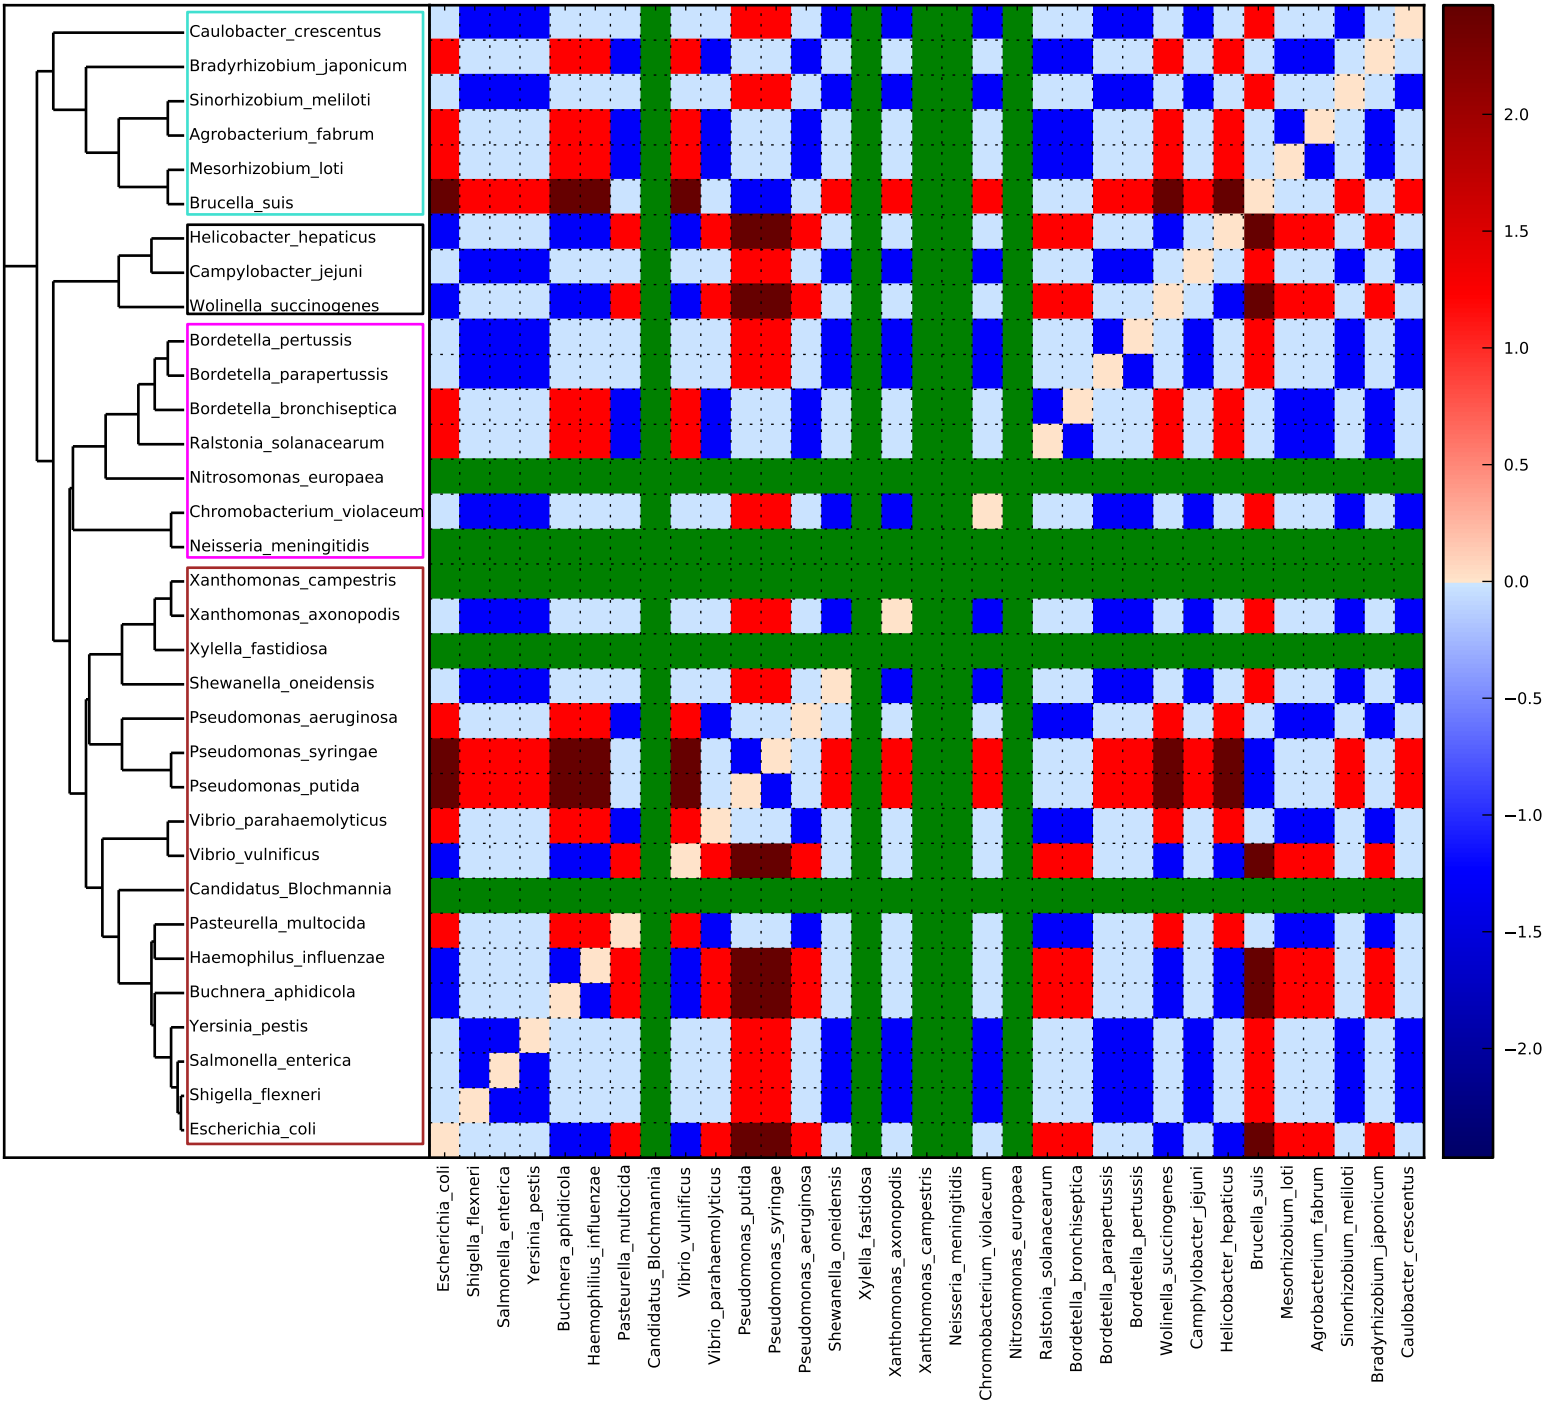 Caulobacter_crescentus
Bradyrhizobium_japonicum
Sinorhizobium_meliloti
Agrobacterium_fabrum
Mesorhizobium_loti
Brucella_suis
Helicobacter_hepaticus
Campylobacter_jejuni
Wolinella_succinogenes
Bordetella_pertussis
Bordetella_parapertussis
Bordetella_bronchiseptica
Ralstonia_solanacearum
Nitrosomonas_europaea
Chromobacterium_violaceum
Neisseria_meningitidis
Xanthomonas_campestris
Xanthomonas_axonopodis
Xylella_fastidiosa
Shewanella_oneidensis
Pseudomonas_aeruginosa
Pseudomonas_syringae
Pseudomonas_putida
Vibrio_parahaemolyticus
Vibrio_vulnificus
Candidatus_Blochmannia
Pasteurella_multocida
Haemophilus_influenzae
Buchnera_aphidicola
Yersinia_pestis
Salmonella_enterica
Shigella_flexneri
Escherichia_coli
Escherichia_coli
Shigella_flexneri
Salmonella_enterica
Yersinia_pestis
Buchnera_aphidicola
Haemophilius_influenzae
Pasteurella_multocida
Candidatus_Blochmannia
Vibrio_vulnificus
Vibrio_parahaemolyticus
Pseudomonas_putida
Pseudomonas_syringae
Pseudomonas_aeruginosa
Shewanella_oneidensis
Xylella_fastidosa
Xanthomonas_axonopodis
Xanthomonas_campestris
Neisseria_meningitidis
Chromobacterium_violaceum
Nitrosomonas_europaea
Ralstonia_solanacearum
Bordetella_bronchiseptica
Bordetella_parapertussis
Bordetella_pertussis
Wolinella_succinogenes
Camphylobacter_jejuni
Helicobacter_hepaticus
Brucella_suis
Mesorhizobium_loti
Agrobacterium_fabrum
Sinorhizobium_meliloti
Bradyrhizobium_japonicum
Caulobacter_crescentus
2.0
1.5
1.0
0.5
0.0
−0.5
−1.0
−1.5
−2.0